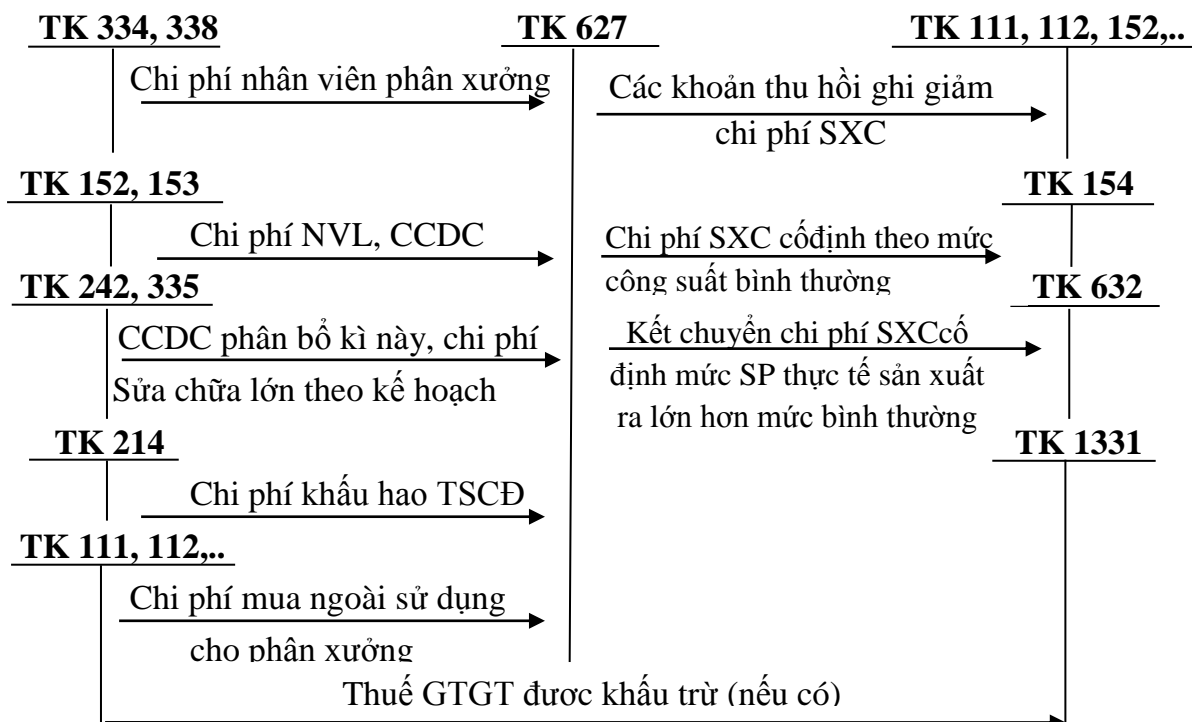 TK 334, 338 TK 627 TK 111, 112, 152,..
Chi phí nhân viên phân xưởng
Các khoản thu hồi ghi giảm
chi phí SXC
TK 152, 153
TK 154
Chi phí NVL, CCDC
Chi phí SXC cốđịnh theo mức
công suất bình thường
TK 242, 335
TK 632
CCDC phân bổ kì này, chi phí
Sửa chữa lớn theo kế hoạch
Kết chuyển chi phí SXCcố
định mức SP thực tế sản xuất
ra lớn hơn mức bình thường
TK 214
TK 1331
Chi phí khấu hao TSCĐ
TK 111, 112,..
Chi phí mua ngoài sử dụng
cho phân xưởng
Thuế GTGT được khấu trừ (nếu có)